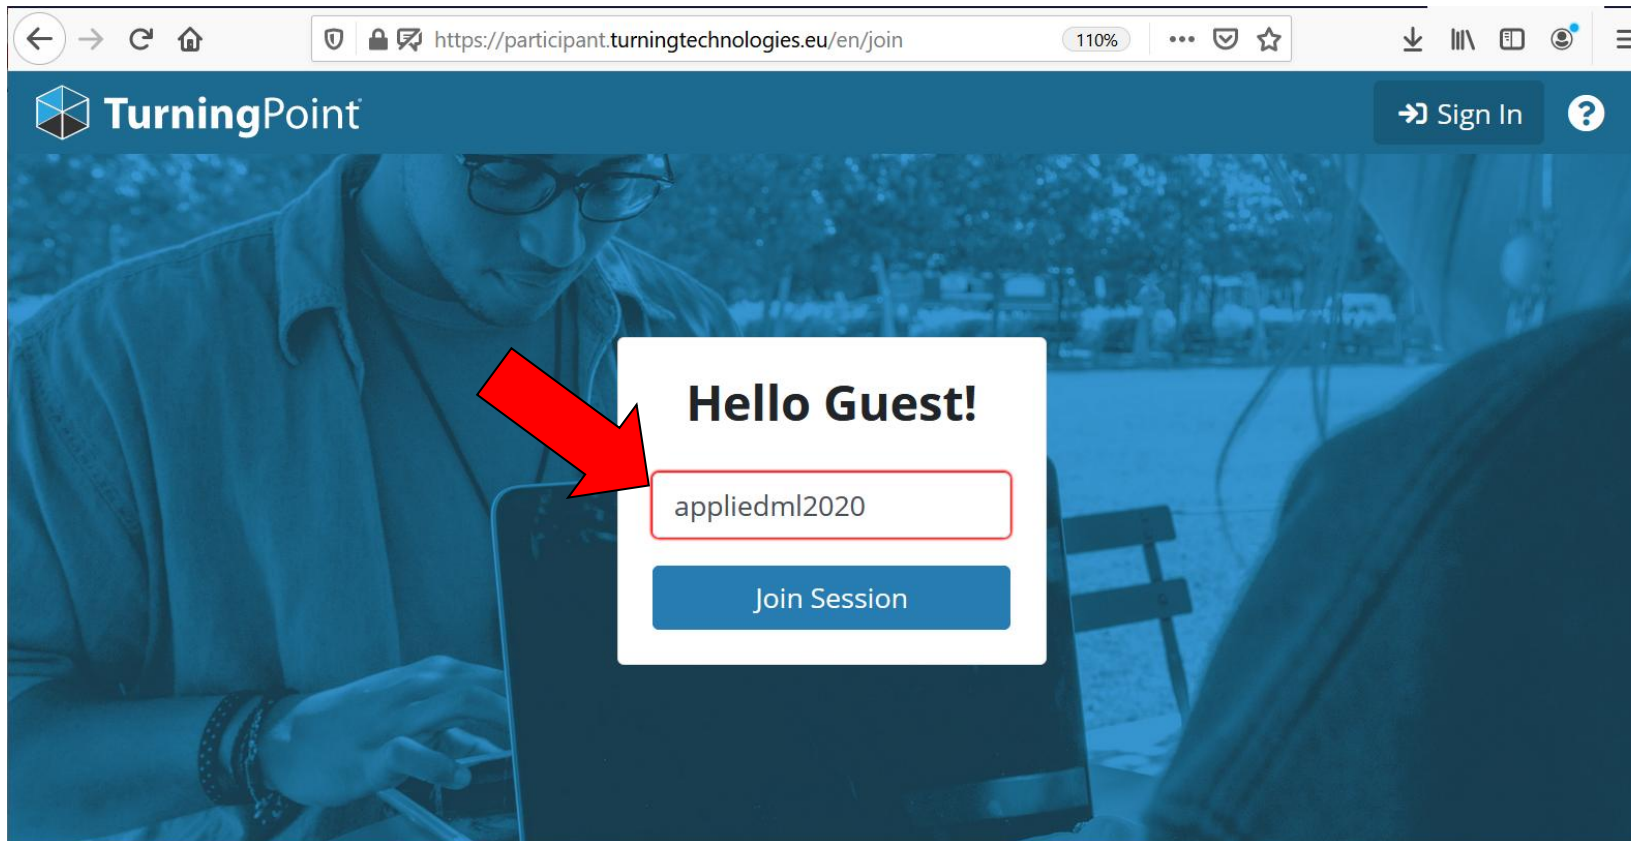 https://participant.turningtechnologies.eu/en/join
110%
TurningPoint
Sign In
?
Hello Guest!
appliedml2020
Join Session